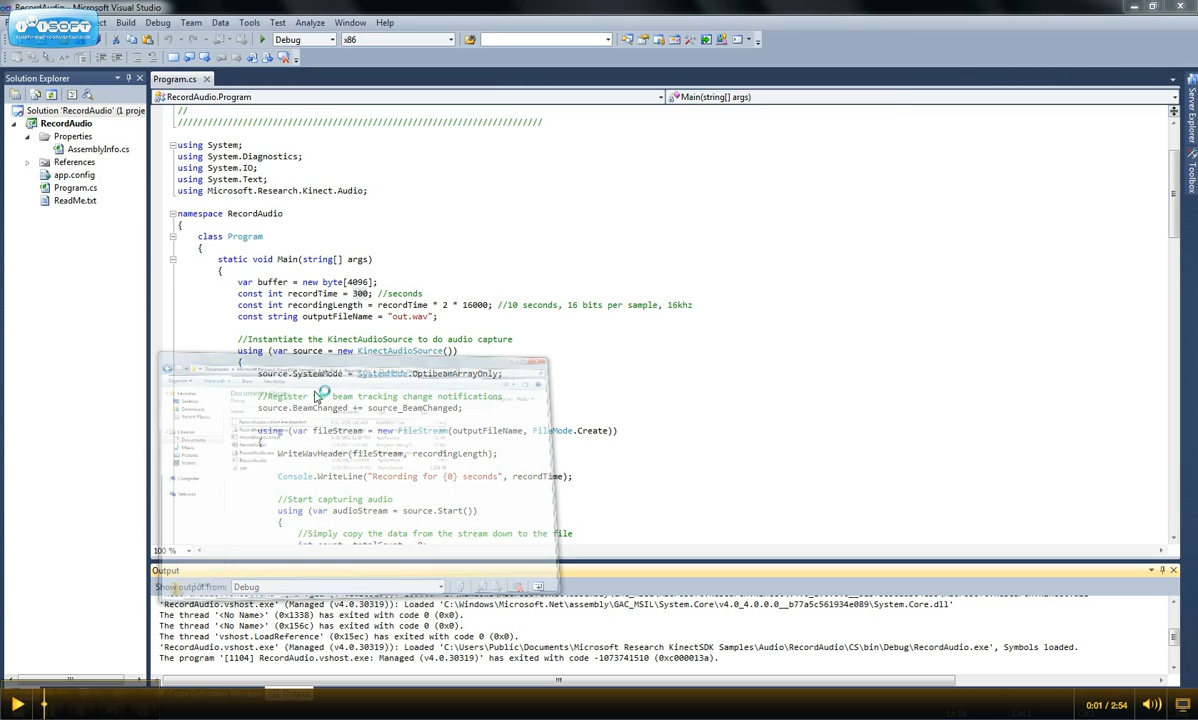 RecordAudio - Microsoft Visual Studio
Build Debug Team Data Tools Test Analyze Window Help
Debug x86
Solution Explorer
Program.cs
RecordAudio.Program
Main(string[] args)
Solution 'RecordAudio' (1 proje
RecordAudio
Properties
AssemblyInfo.cs
References
app.config
Program.cs
ReadMe.txt
Server Explorer
Toolbox
//
////////////////////////////////////////////////////////////////////////
using System;
using System.Diagnostics;
using System.IO;
using System.Text;
using Microsoft.Research.Kinect.Audio;
namespace RecordAudio
{
class Program
{
static void Main(string[] args)
{
var buffer = new byte[4096];
const int recordTime = 300; //seconds
const int recordingLength = recordTime * 2 * 16000; //10 seconds, 16 bits per sample, 16khz
const string outputFileName = "out.wav";
//Instantiate the KinectAudioSource to do audio capture
using (var source = new KinectAudioSource())
{
source.SystemMode = SystemMode.OptibeamArrayOnly;
//Register beam tracking change notifications
source.BeamChanged += source_BeamChanged;
using (var fileStream = new FileStream(outputFileName, FileMode.Create))
{
WriteWavHeader(fileStream, recordingLength);
Console.WriteLine("Recording for {0} seconds", recordTime);
//Start capturing audio
using (var audioStream = source.Start())
{
//Simply copy the data from the stream down to the file
100 %
Output
Show output from: Debug
'RecordAudio.vshost.exe' (Managed (v4.0.30319)): Loaded 'C:\Windows\Microsoft.Net\assembly\GAC_MSIL\System.Core\v4.0_4.0.0.0__b77a5c561934e089\System.Core.dll'
The thread '<No Name>' (0x1338) has exited with code 0 (0x0).
The thread '<No Name>' (0x156c) has exited with code 0 (0x0).
The thread 'vshost.LoadReference' (0x15ec) has exited with code 0 (0x0).
'RecordAudio.vshost.exe' (Managed (v4.0.30319)): Loaded 'C:\Users\Public\Documents\Microsoft Research KinectSDK Samples\Audio\RecordAudio\CS\bin\Debug\RecordAudio.exe', Symbols loaded.
The program '[1104] RecordAudio.vshost.exe: Managed (v4.0.30319)' has exited with code -1073741510 (0xc000013a).
0:01 / 2:54